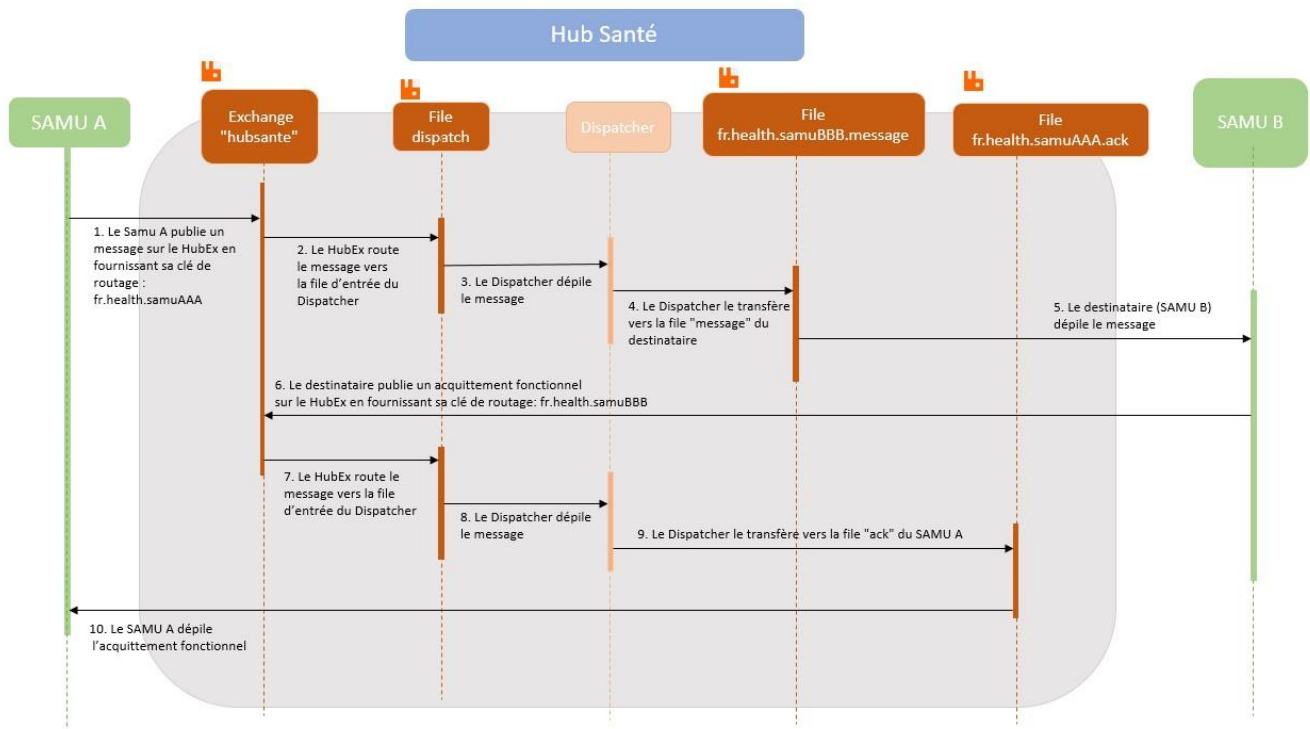 Hub Santé
SAMU A
Exchange
"hubsante"
File
dispatch
Dispatcher
File
fr.health.samuBBB.message
File
fr.health.samuAAA.ack
SAMU B
1. Le Samu A publie un
message sur le HubEx en
fournissant sa clé de
routage :
fr.health.samuAAA
2. Le HubEx route
le message vers
la file d'entrée du
Dispatcher
3. Le Dispatcher dépile
le message
4. Le Dispatcher le transfère
vers la file "message" du
destinataire
5. Le destinataire (SAMU B)
dépile le message
6. Le destinataire publie un acquittement fonctionnel
sur le HubEx en fournissant sa clé de routage: fr.health.samuBBB
7. Le HubEx route le
message vers la file
d'entrée du Dispatcher
8. Le Dispatcher dépile
le message
9. Le Dispatcher le transfère vers la file "ack" du SAMU A
10. Le SAMU A dépile
l'acquittement fonctionnel